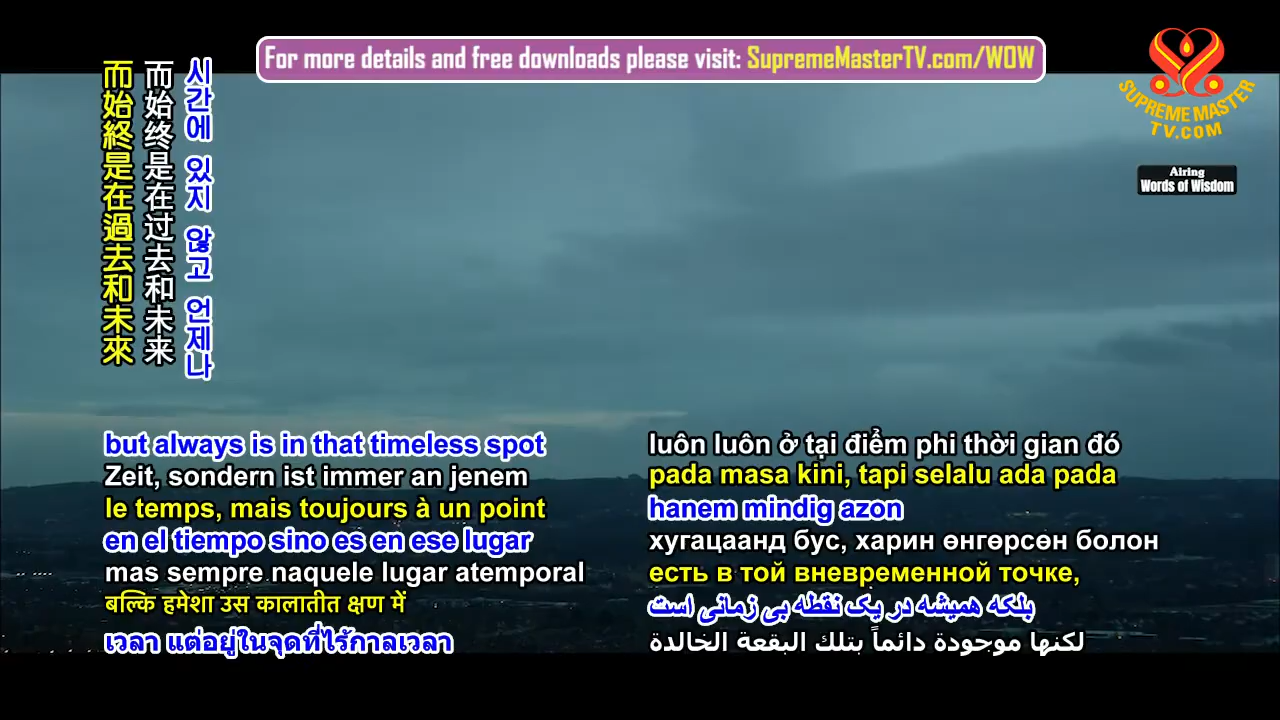 For more details and free downloads please visit: SupremeMasterTV.com/WOW
SUPREME MASTER
TV.COM
Airing
Words of Wisdom
시간에 있지 않고 언제나
而始终是在过去和未来
而始終是在過去和未來
but always is in that timeless spot
Zeit, sondern ist immer an jenem
le temps, mais toujours à un point
en el tiempo sino es en ese lugar
mas sempre naquele lugar atemporal
बल्कि हमेशा उस कालातीत क्षण में
เวลา แต่อยู่ในจุดที่ไร้กาลเวลา
luôn luôn ở tại điểm phi thời gian đó
pada masa kini, tapi selalu ada pada
hanem mindig azon
хугацаанд бус, харин өнгөрсөн болон
есть в той вневременной точке,
بلکه همیشه در یک نقطه بی زمانی است
لكنها موجودة دائماً بتلك البقعة الخالدة